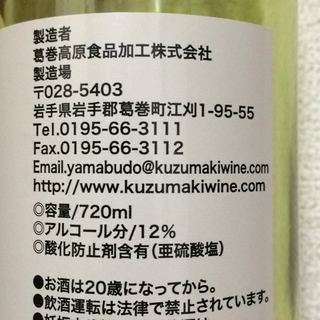 製造者
葛巻高原食品加工株式会社
製造場
〒028-5403
岩手県岩手郡葛巻町江刈1-95-55
Tel.0195-66-3111
Fax.0195-66-3112
Email.yamabudo@kuzumakiwine.com
http://www.kuzumakiwine.com
◎容量/720ml
◎アルコール分/12%
◎酸化防止剤含有(亜硫酸塩)
●お酒は20歳になってから。
●飲酒運転は法律で禁止されています。